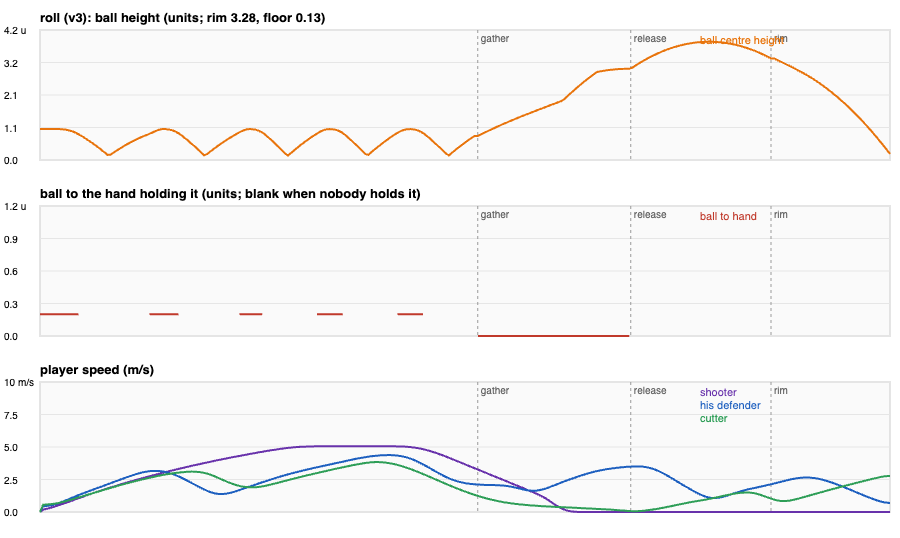 roll (v3): ball height (units; rim 3.28, floor 0.13)
4.2 u
gather
release
ball centre height
rim
3.2
2.1
1.1
0.0
ball to the hand holding it (units; blank when nobody holds it)
1.2 u
gather
release
ball to hand
rim
0.9
0.6
0.3
0.0
player speed (m/s)
10 m/s
gather
release
shooter
rim
his defender
7.5
cutter
5.0
2.5
0.0